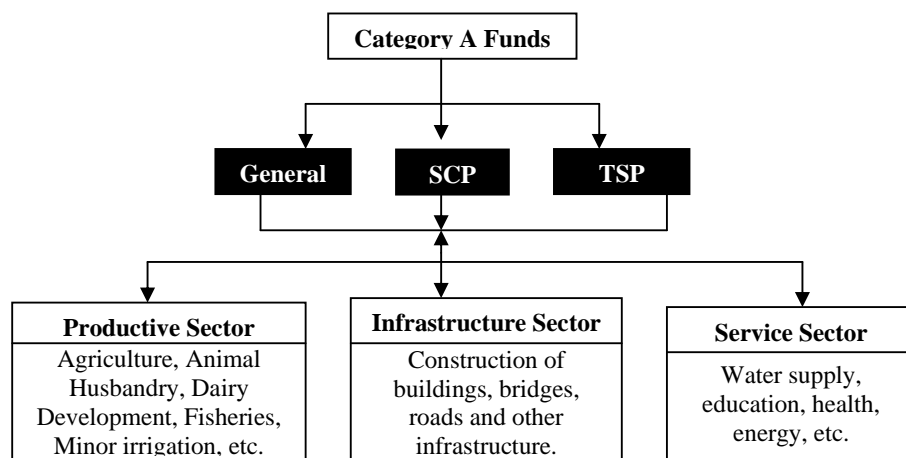 Category A Funds
General
SCP
TSP
Productive Sector
Agriculture, Animal
Husbandry, Dairy
Development, Fisheries,
Minor irrigation, etc.
Infrastructure Sector
Construction of
buildings, bridges,
roads and other
infrastructure.
Service Sector
Water supply,
education, health,
energy, etc.